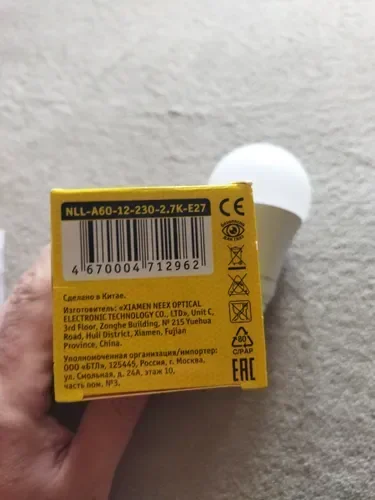 NLL-A60-12-230-2.7K-E27
4 670004 712962
Сделано в Китае.
Изготовитель: «XIAMEN NEEX OPTICAL
ELECTRONIC TECHNOLOGY CO., LTD», Unit C,
3rd Floor, Zonghe Building, № 215 Yuehua
Road, Huli District, Xiamen, Fujian
Province, China.
Уполномоченная организация/импортер:
ООО «БТЛ», 125445, Россия, г. Москва,
ул. Смольная, д. 24А, этаж 10,
часть пом. №3.
CE
80
C/PAP
EAC